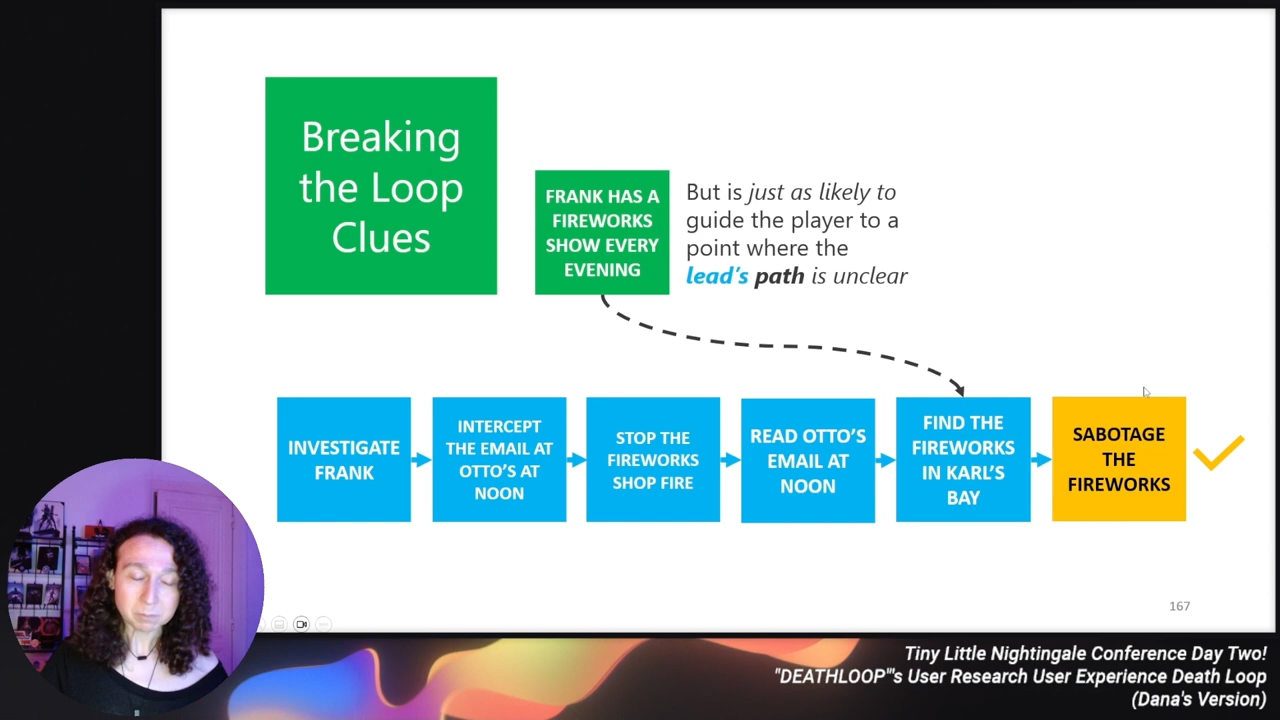 Breaking
the Loop
Clues
FRANK HAS A
FIREWORKS
SHOW EVERY
EVENING
But is just as likely to
guide the player to a
point where the
lead's path is unclear
INVESTIGATE
FRANK
INTERCEPT
THE EMAIL AT
OTTO'S AT
NOON
STOP THE
FIREWORKS
SHOP FIRE
READ OTTO'S
EMAIL AT
NOON
FIND THE
FIREWORKS
IN KARL'S
BAY
SABOTAGE
THE
FIREWORKS
167
Tiny Little Nightingale Conference Day Two!
"DEATHLOOP"'s User Research User Experience Death Loop
(Dana's Version)